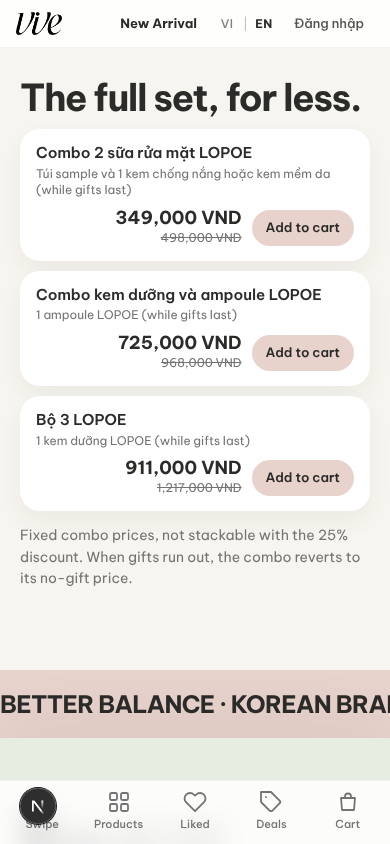 ViVe
New Arrival
VI
EN
Đăng nhập
The full set, for less.
Combo 2 sữa rửa mặt LOPOE
Túi sample và 1 kem chống nắng hoặc kem mềm da
(while gifts last)
349,000 VND
498,000 VND
Add to cart
Combo kem dưỡng và ampoule LOPOE
1 ampoule LOPOE (while gifts last)
725,000 VND
968,000 VND
Add to cart
Bộ 3 LOPOE
1 kem dưỡng LOPOE (while gifts last)
911,000 VND
1,217,000 VND
Add to cart
Fixed combo prices, not stackable with the 25%
discount. When gifts run out, the combo reverts to
its no-gift price.
BETTER BALANCE · KOREAN BRA
N
Swipe
Products
Liked
Deals
Cart